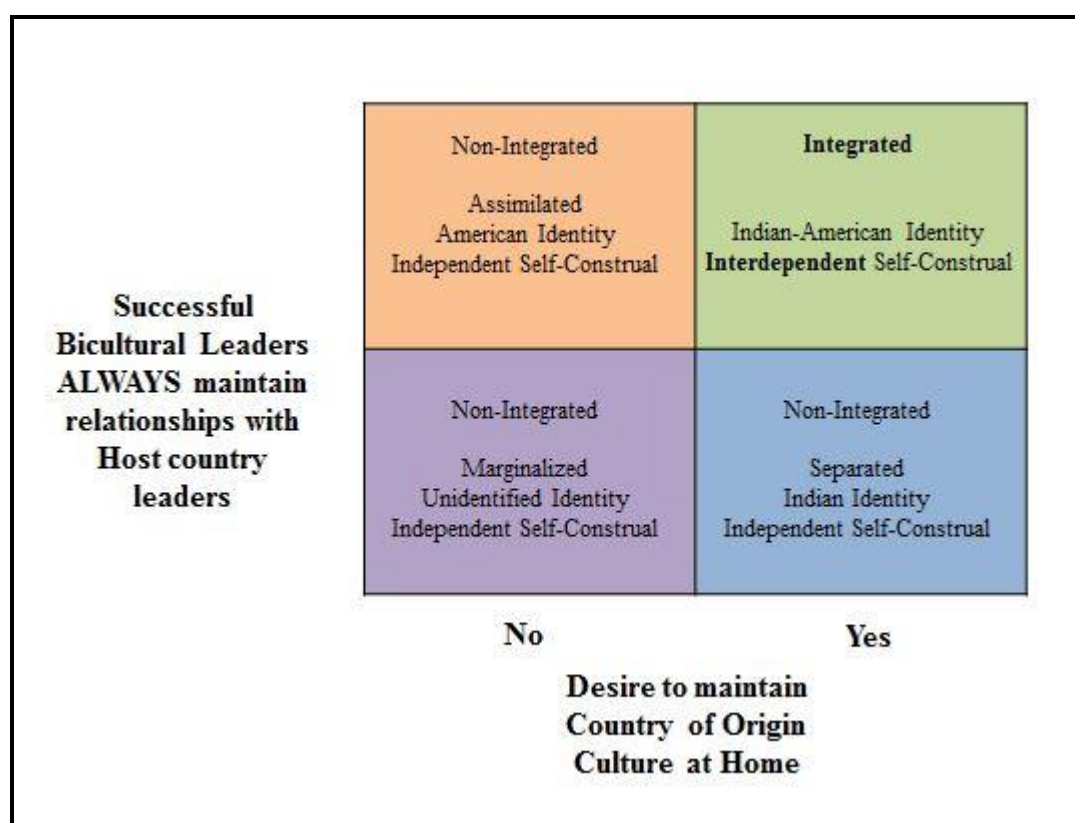 Non-Integrated
Assimilated
American Identity
Independent Self-Construal
Integrated
Indian-American Identity
Interdependent Self-Construal
Successful
Bicultural Leaders
ALWAYS maintain
relationships with
Host country
leaders
Non-Integrated
Marginalized
Unidentified Identity
Independent Self-Construal
Non-Integrated
Separated
Indian Identity
Independent Self-Construal
No
Yes
Desire to maintain
Country of Origin
Culture at Home